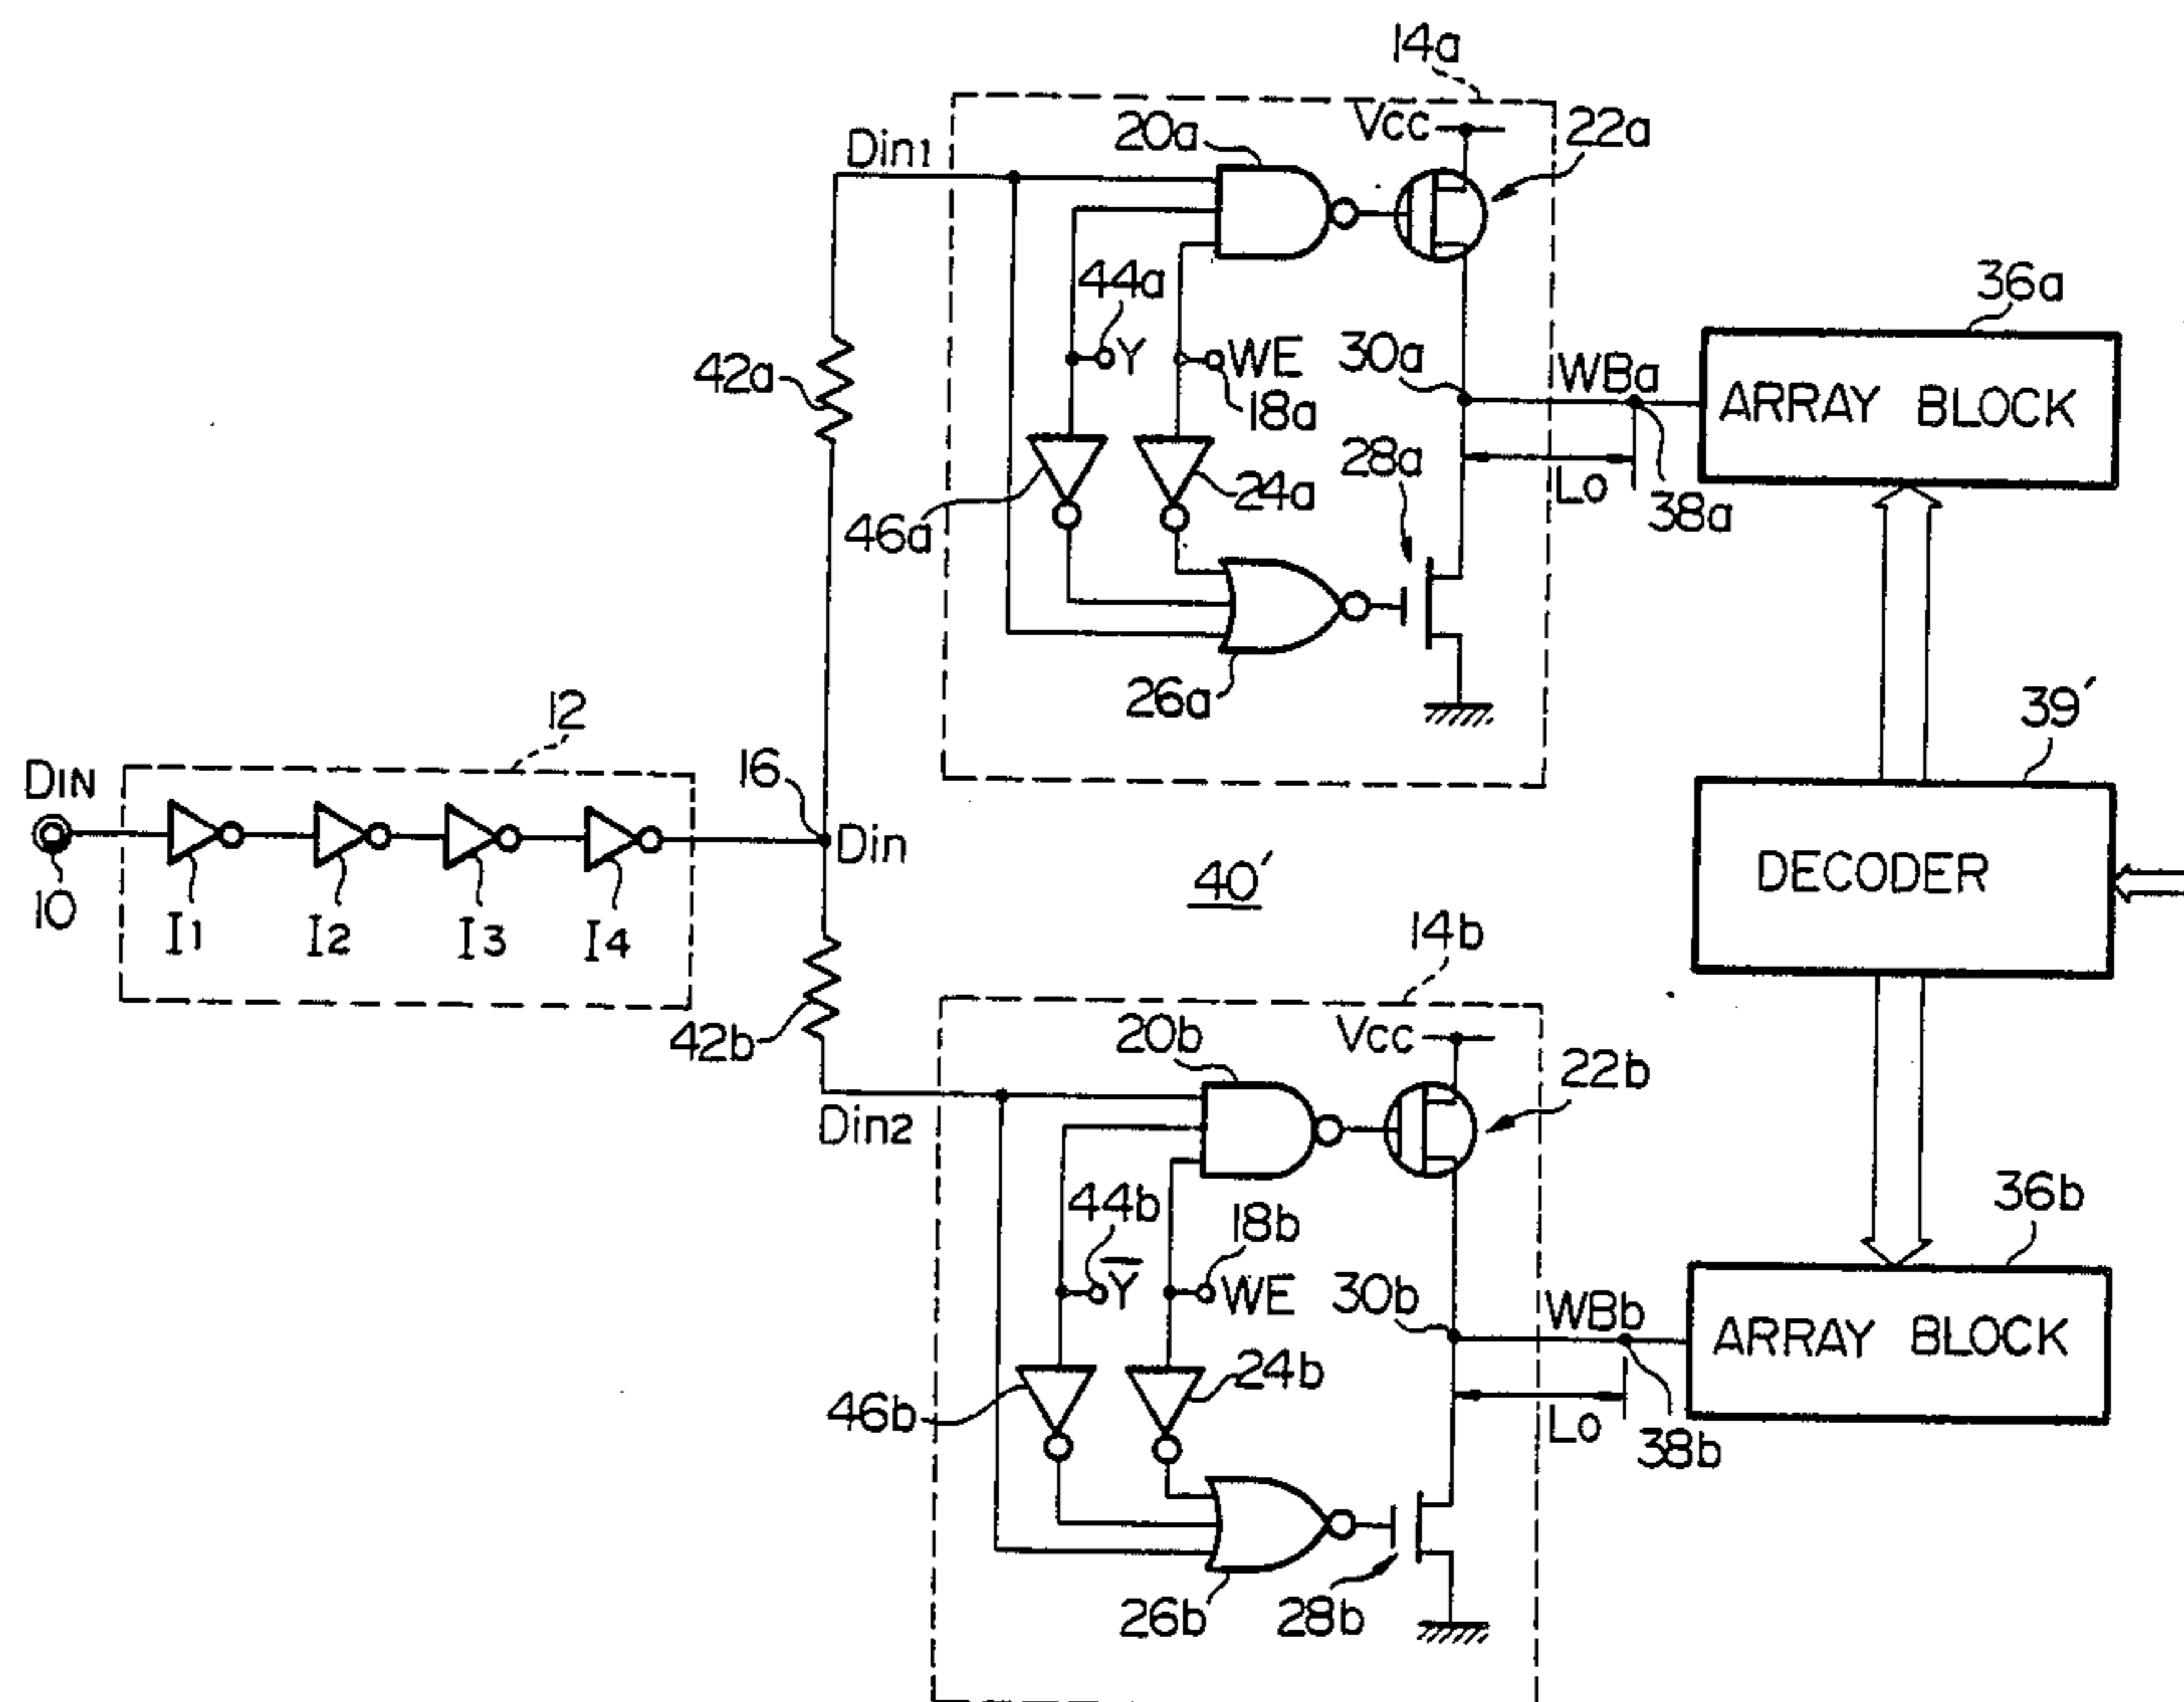 14a
Vcc
22a
20a
Din1
44a
Y
WE
18a
30a
WBa
36a
ARRAY BLOCK
42a
28a
24a
Lo
38a
46a
26a
12
16
39′
DIN
Din
DECODER
10
I1
I2
I3
I4
40′
14b
42b
20b
Vcc
22b
Din2
44b
Y̅
18b
WE
30b
WBb
36b
ARRAY BLOCK
24b
46b
Lo
38b
26b
28b